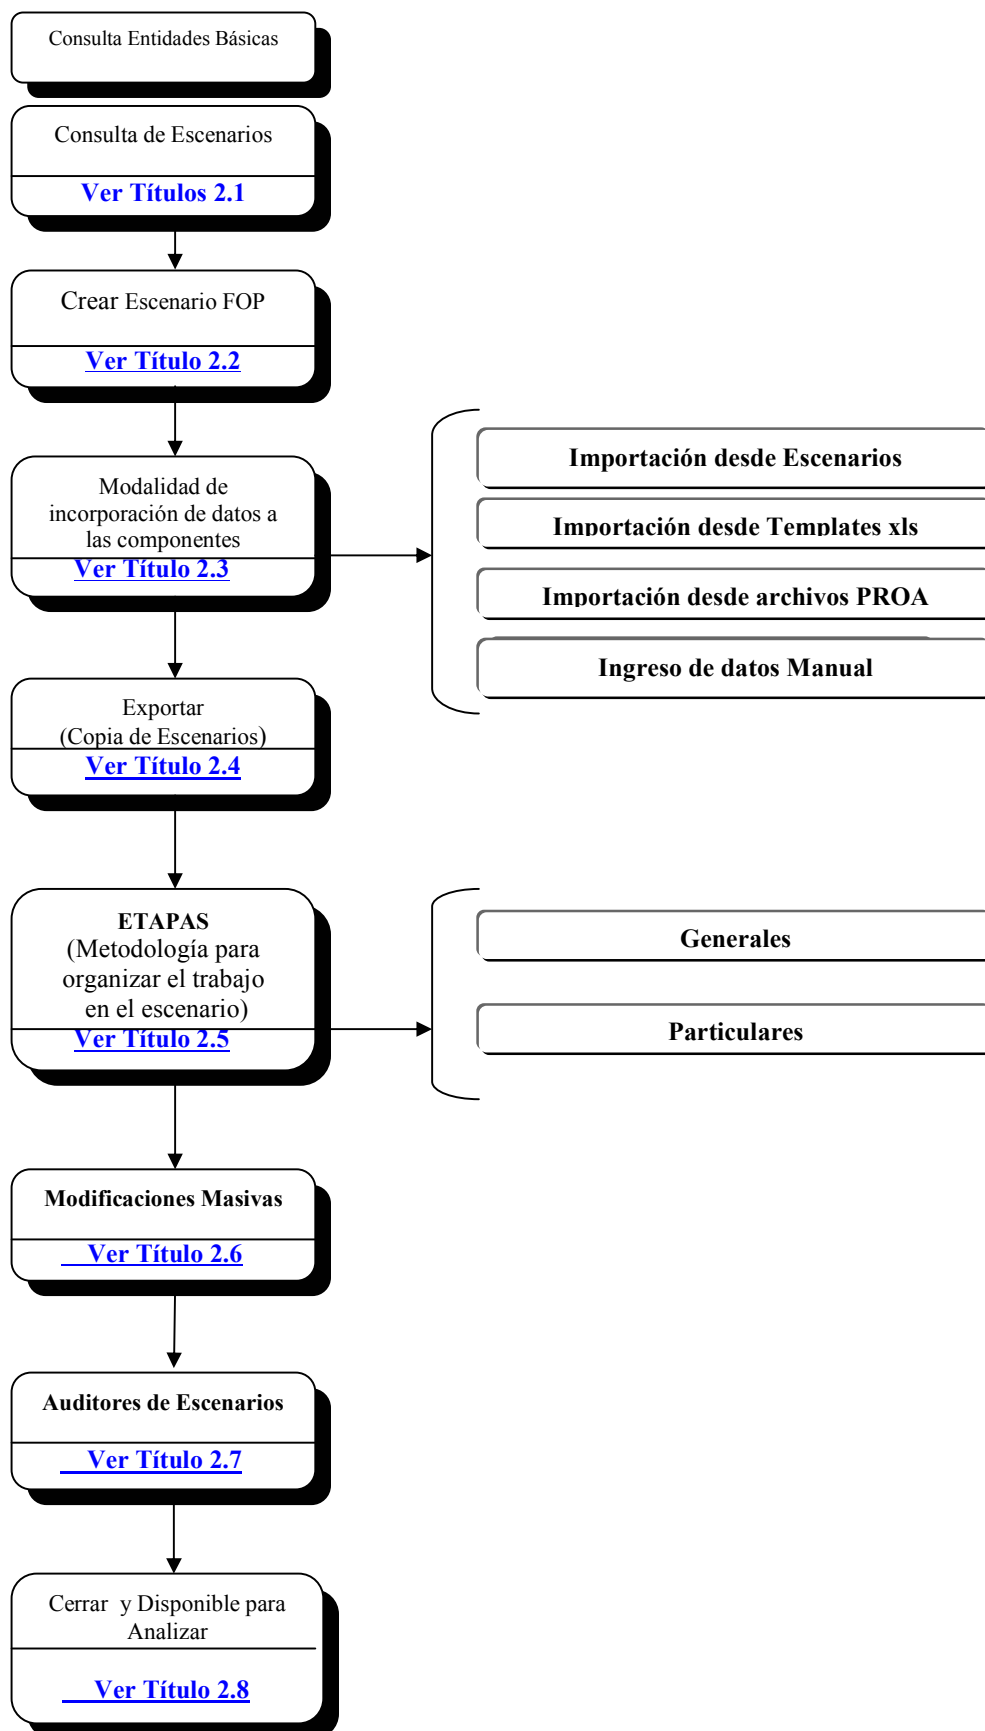 Consulta Entidades Básicas
Consulta de Escenarios
Ver Títulos 2.1
Crear Escenario FOP
Ver Título 2.2
Modalidad de
incorporación de datos a
las componentes
Ver Título 2.3
Importación desde Escenarios
Importación desde Templates xls
Importación desde archivos PROA
Ingreso de datos Manual
Exportar
(Copia de Escenarios)
Ver Título 2.4
ETAPAS
(Metodología para
organizar el trabajo
en el escenario)
Ver Título 2.5
Generales
Particulares
Modificaciones Masivas
Ver Título 2.6
Auditores de Escenarios
Ver Título 2.7
Cerrar y Disponible para
Analizar
Ver Título 2.8